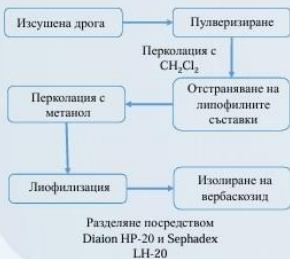 Изсушена дрога
Пулверизиране
Перколация с
CH₂Cl₂
Отстраняване на
липофилните
съставки
Перколация с
метанол
Лиофилизация
Изолиране на
вербаскозид
Разделяне посредством
Diaion HP-20 и Sephadex
LH-20